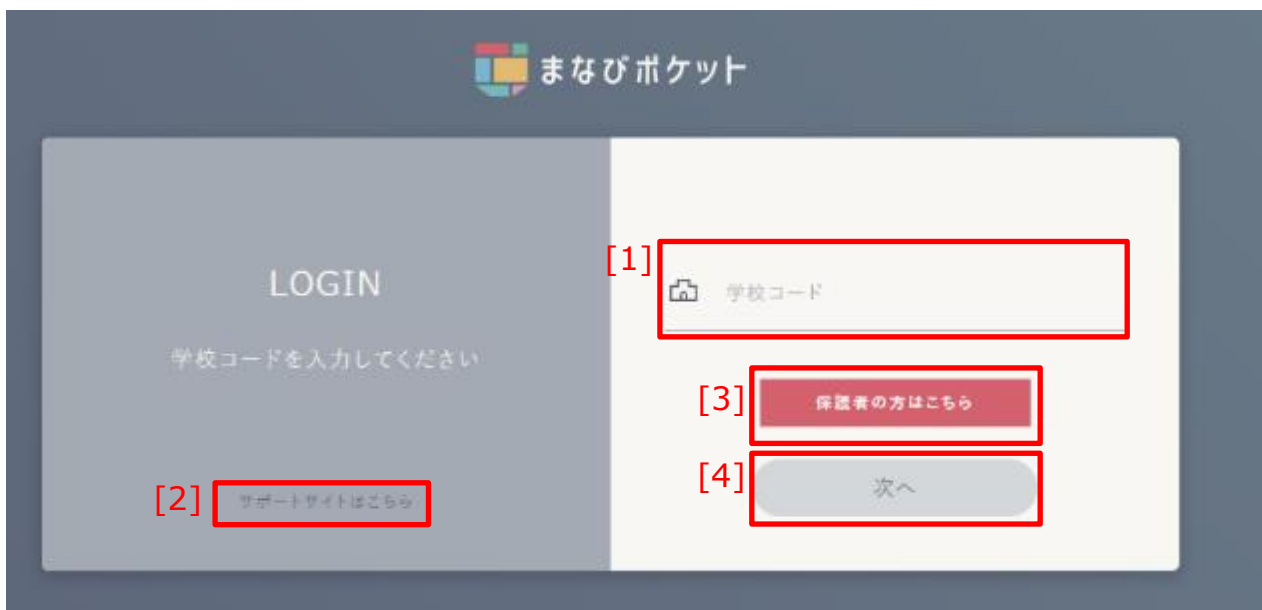 まなびポケット
LOGIN
学校コードを入力してください
[2] サポートサイトはこちら
[1] 学校コード
[3] 保護者の方はこちら
[4] 次へ